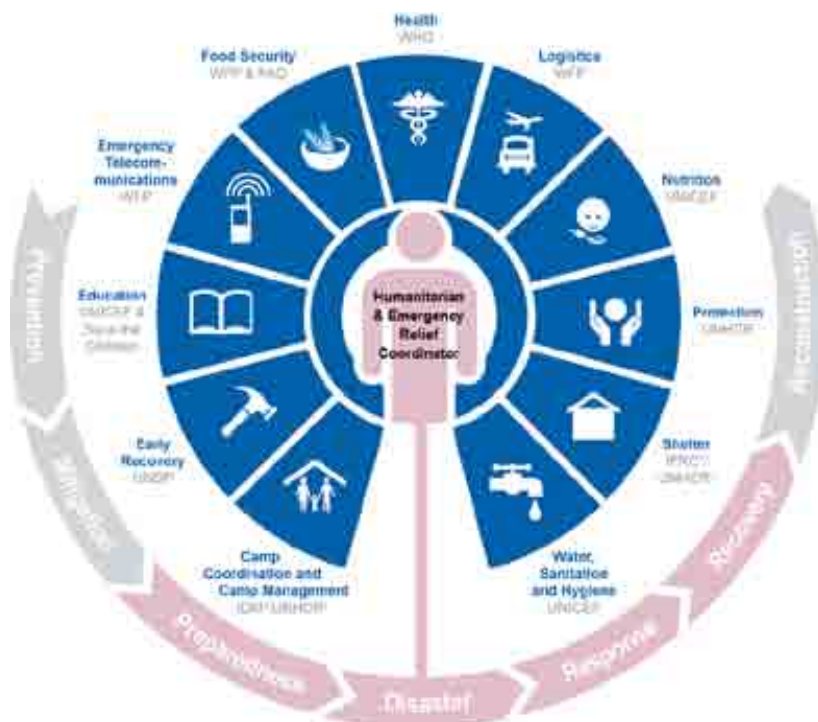 Health
WHO
Food Security
WFP & FAO
Logistics
WFP
Emergency
Telecom-
munications
WFP
Nutrition
UNICEF
Education
UNICEF &
Save the
Children
Humanitarian
& Emergency
Relief
Coordinator
Protection
UNHCR
Early
Recovery
UNDP
Shelter
IFRC/
UNHCR
Camp
Coordination and
Camp Management
IOM/ UNHCR
Water,
Sanitation
and Hygiene
UNICEF
Prevention
Mitigation
Preparedness
Disaster
Response
Recovery
Reconstruction